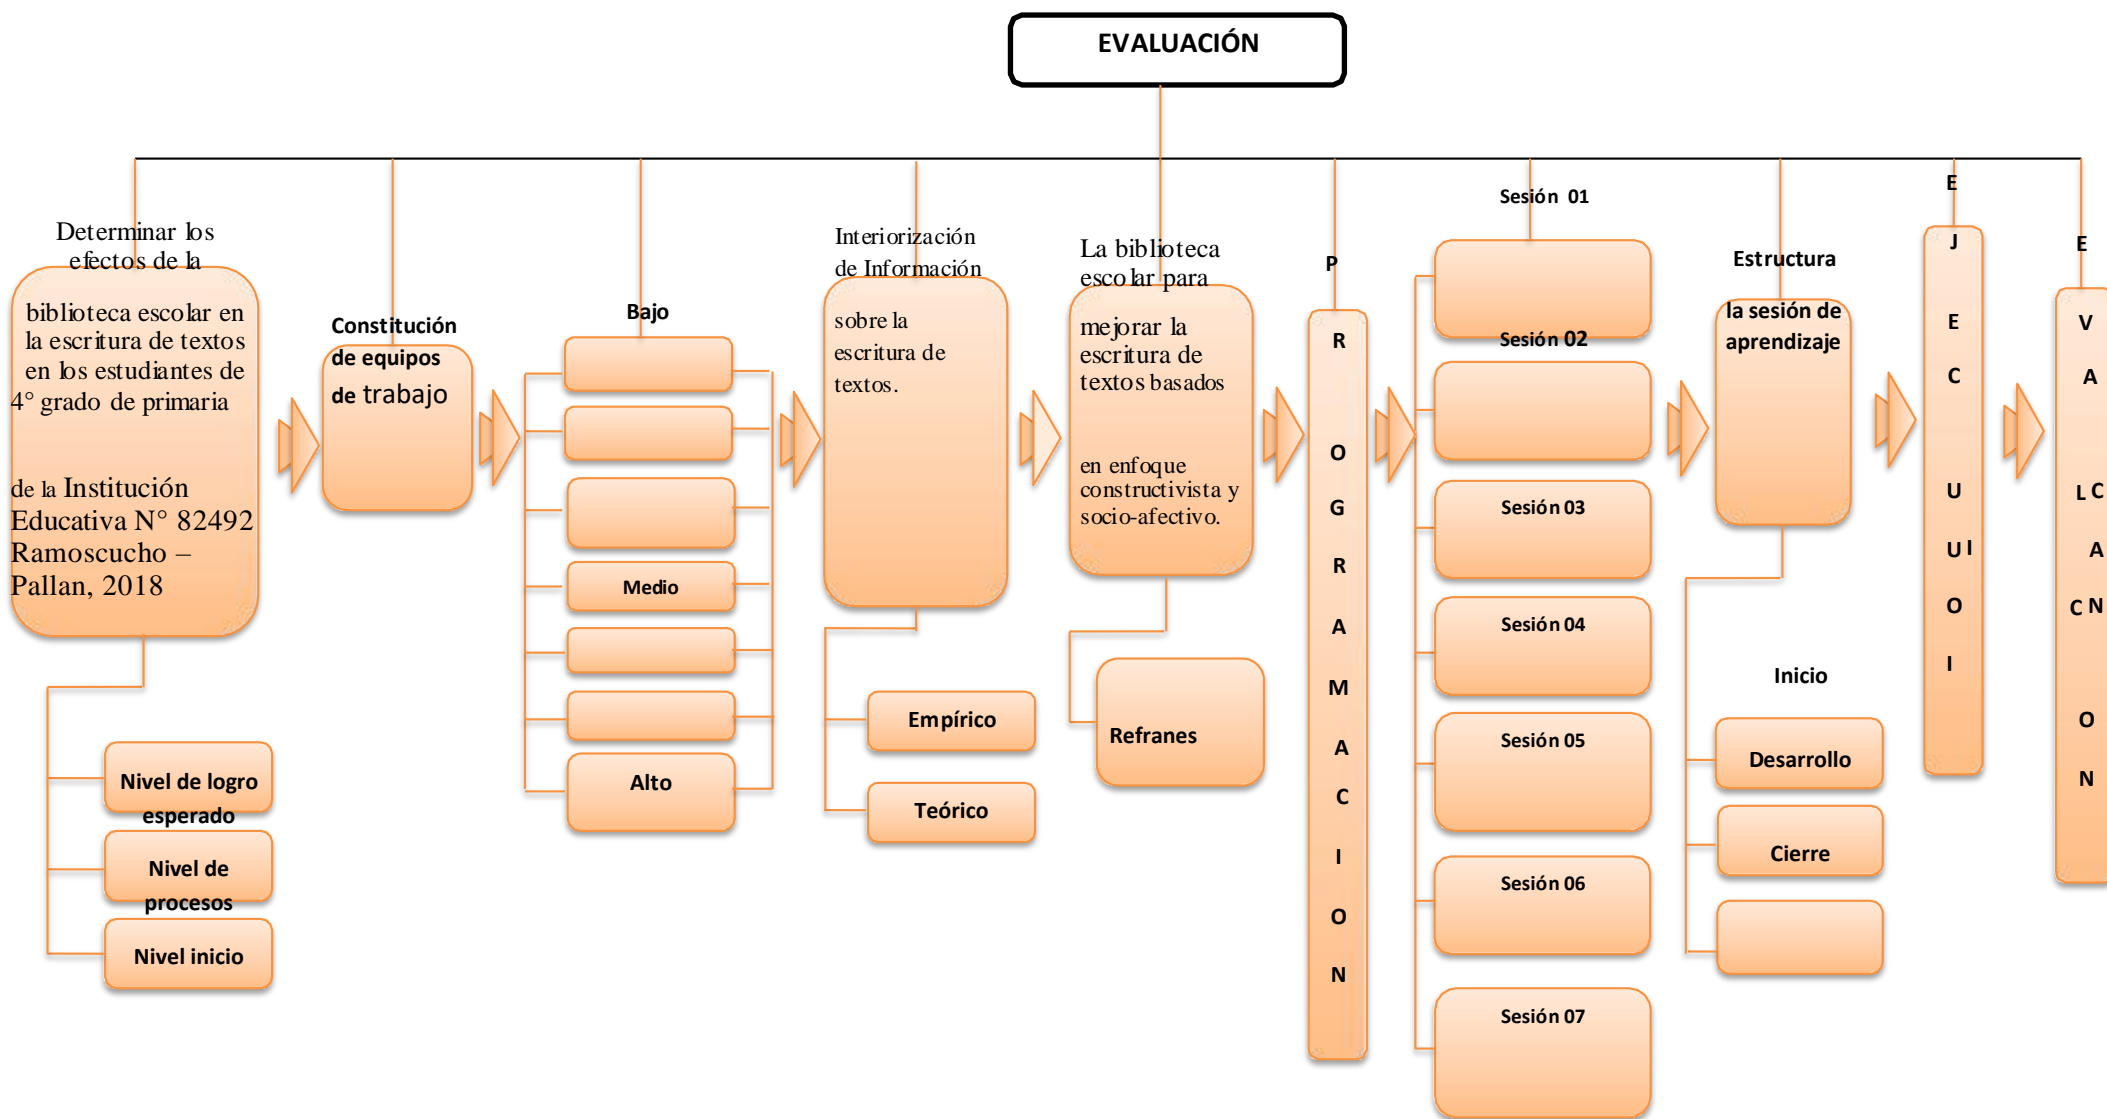 EVALUACIÓN
Determinar los
efectos de la
biblioteca escolar en
la escritura de textos
en los estudiantes de
4° grado de primaria
de la Institución
Educativa N° 82492
Ramoscucho –
Pallan, 2018
Nivel de logro
esperado
Nivel de
procesos
Nivel inicio
Constitución
de equipos
de trabajo
Bajo
Medio
Alto
Interiorización
de Información
sobre la
escritura de
textos.
Empírico
Teórico
La biblioteca
escolar para
mejorar la
escritura de
textos basados
en enfoque
constructivista y
socio-afectivo.
Refranes
P
R
O
G
R
A
M
A
C
I
O
N
Sesión 01
Sesión 02
Sesión 03
Sesión 04
Sesión 05
Sesión 06
Sesión 07
Estructura
la sesión de
aprendizaje
Inicio
Desarrollo
Cierre
E
J
E
C
U
U I
O
I
E
V
A
L C
A
C N
O
N